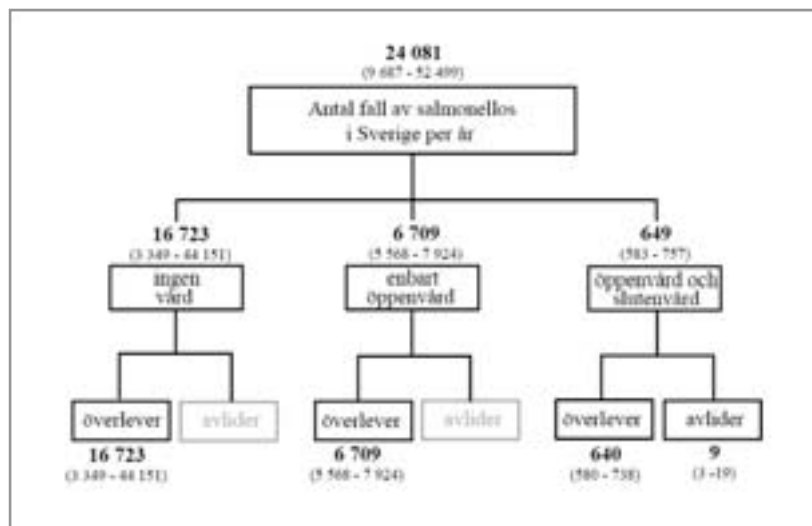 24 081
(9 687 - 52 499)
Antal fall av salmonellos
i Sverige per år
16 723
(3 349 - 44 151)
ingen
vård
6 709
(5 568 - 7 924)
enbart
öppenvård
649
(583 - 757)
öppenvård och
slutenvård
överlever
avlider
överlever
avlider
överlever
avlider
16 723
(3 349 - 44 151)
6 709
(5 568 - 7 924)
640
(580 - 738)
9
(3 -19)